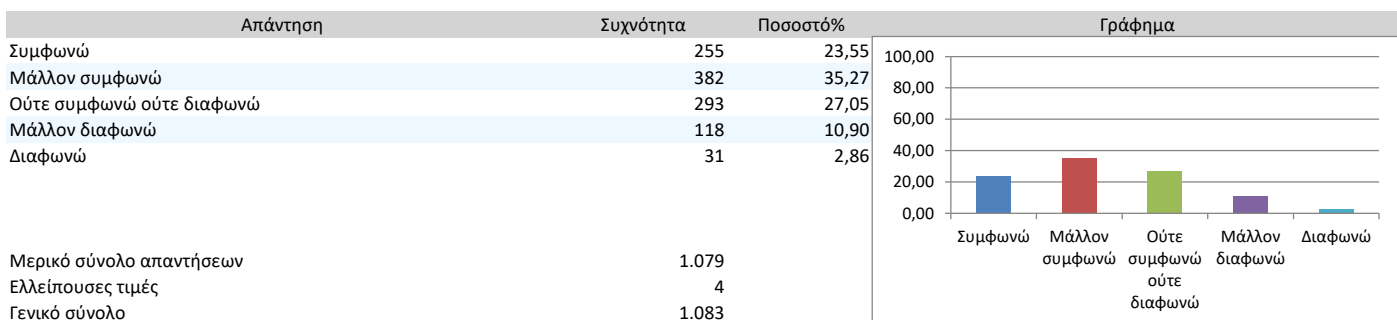 Απάντηση Συχνότητα Ποσοστό% Γράφημα
Συμφωνώ 255 23,55
Μάλλον συμφωνώ 382 35,27
Ούτε συμφωνώ ούτε διαφωνώ 293 27,05
Μάλλον διαφωνώ 118 10,90
Διαφωνώ 31 2,86
Μερικό σύνολο απαντήσεων 1.079
Ελλείπουσες τιμές 4
Γενικό σύνολο 1.083
100,00
80,00
60,00
40,00
20,00
0,00
Συμφωνώ Μάλλον Ούτε Μάλλον Διαφωνώ
συμφωνώ συμφωνώ διαφωνώ
ούτε
διαφωνώ